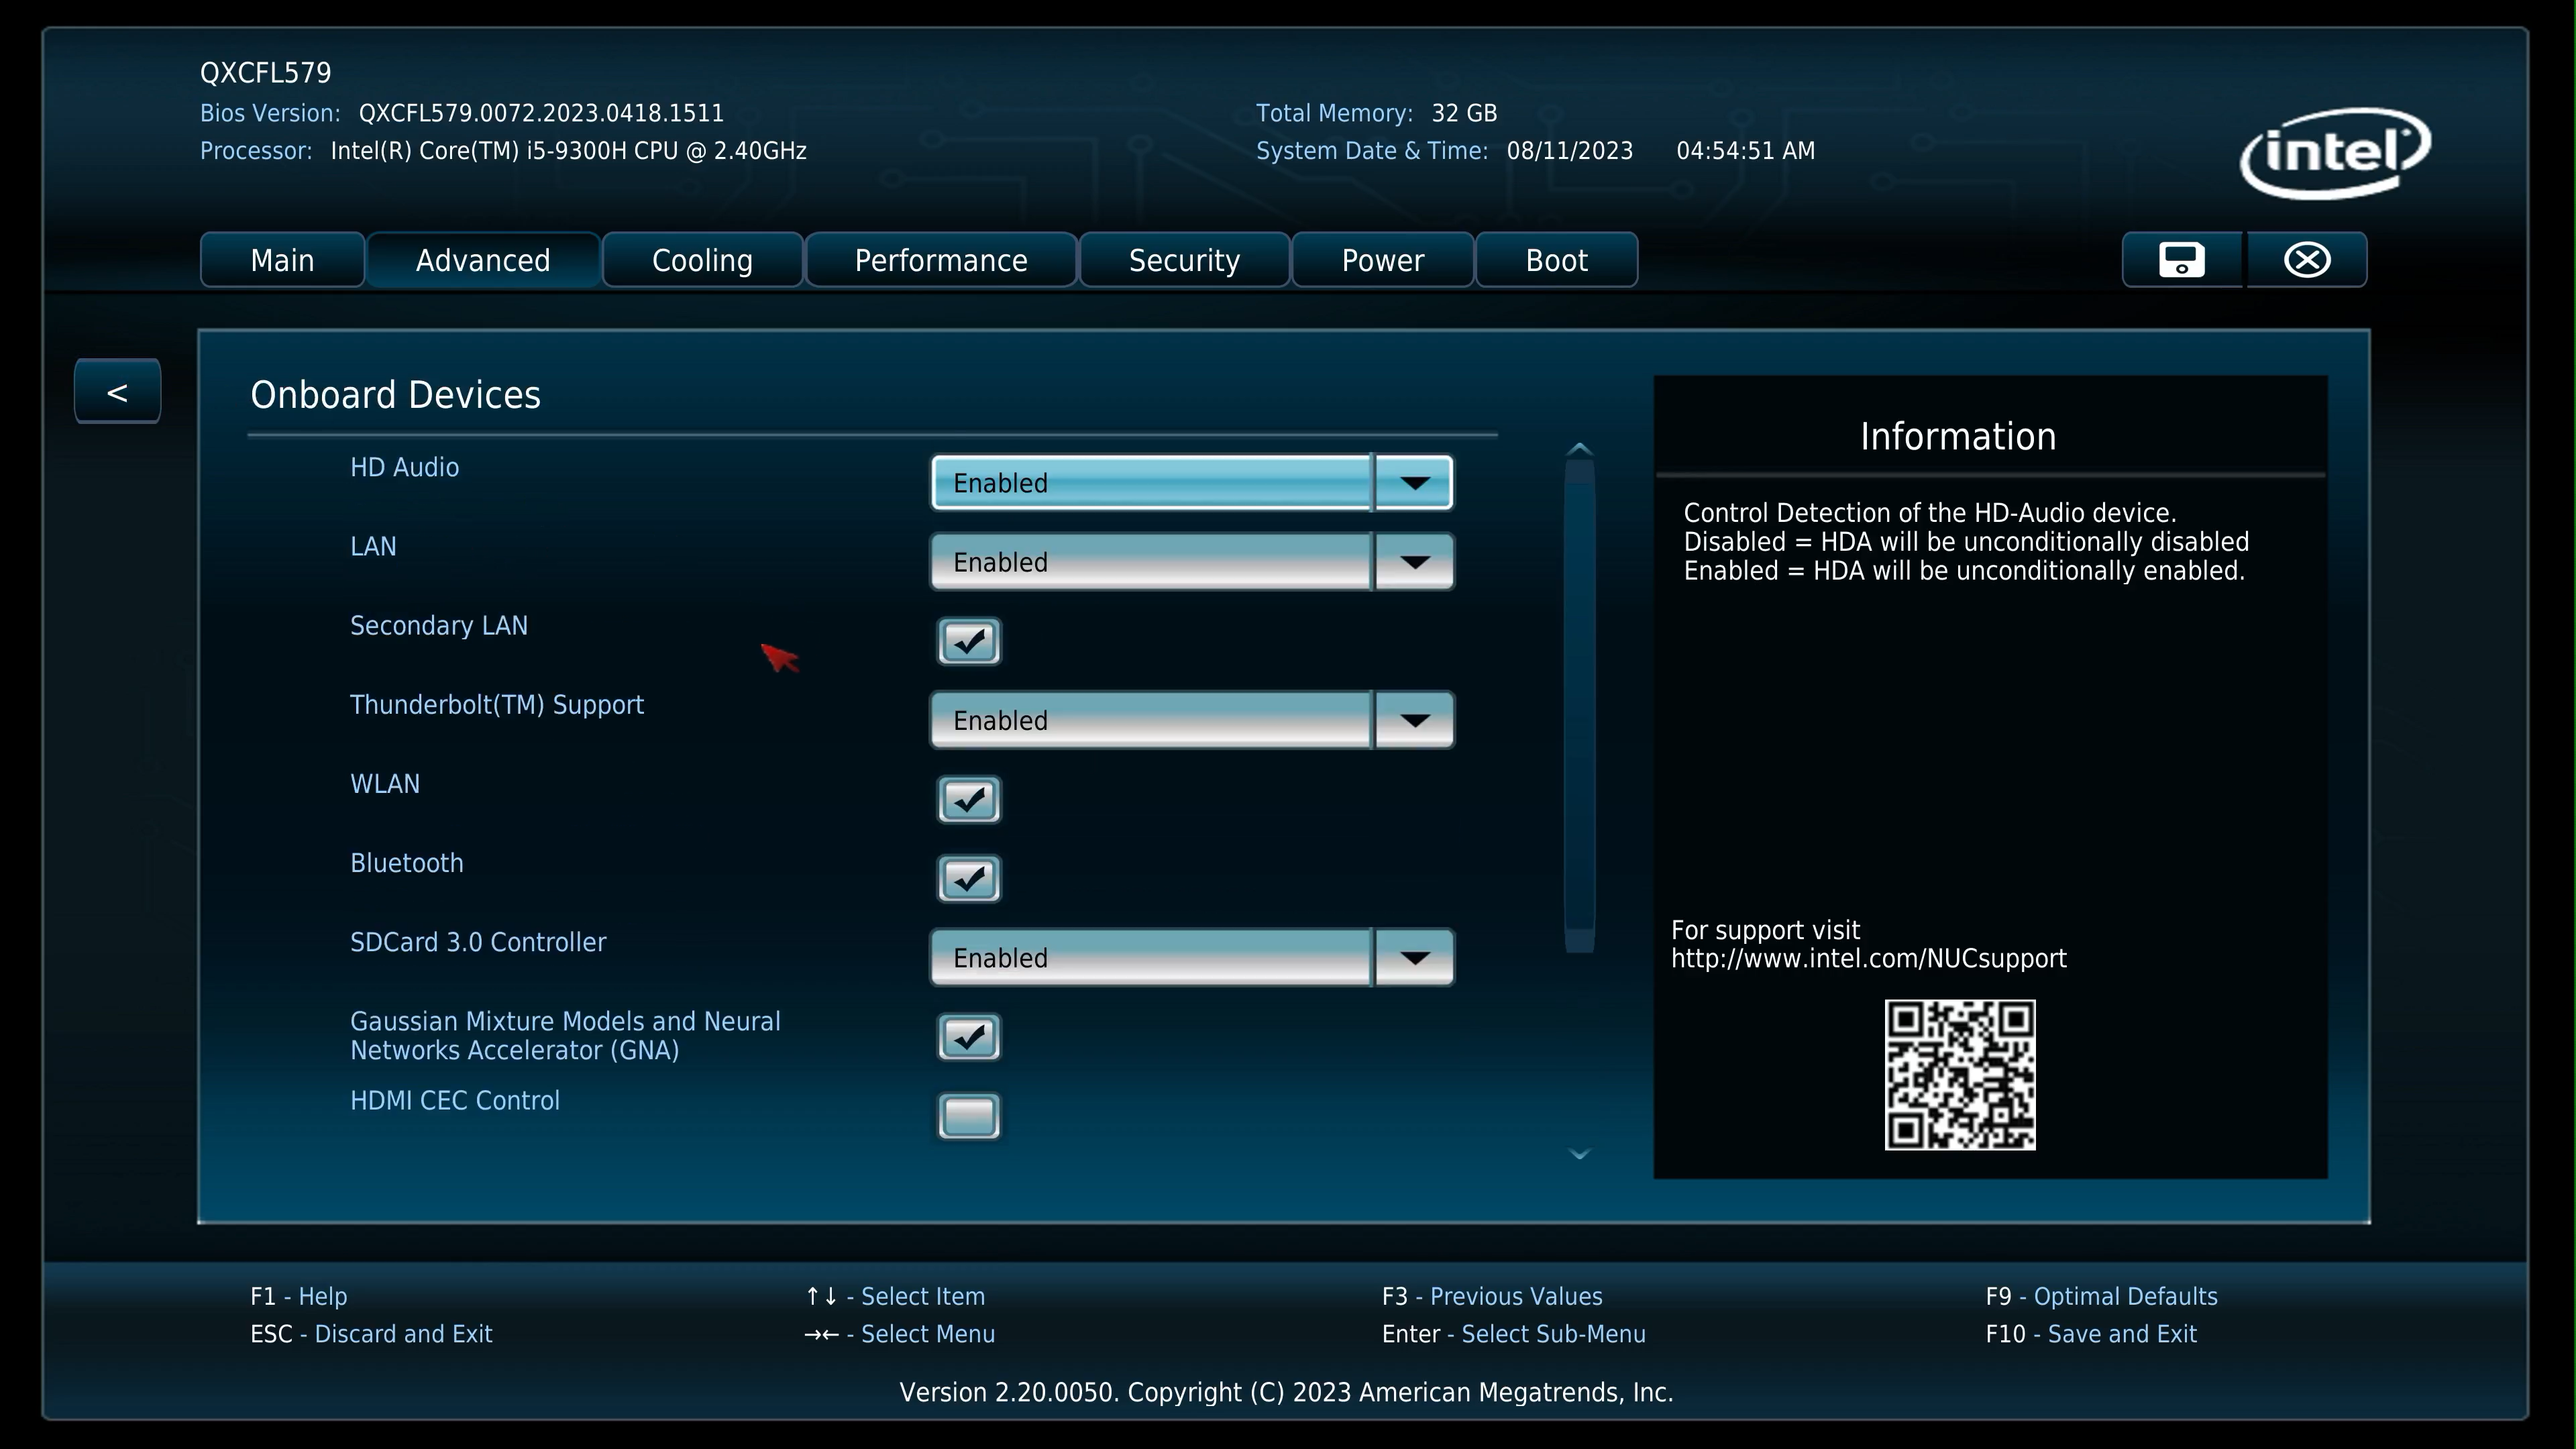 QXCFL579
Bios Version: QXCFL579.0072.2023.0418.1511
Total Memory: 32 GB
Processor: Intel(R) Core(TM) i5-9300H CPU @ 2.40GHz
System Date & Time: 08/11/2023 04:54:51 AM
intel
Main Advanced Cooling Performance Security Power Boot
<
Onboard Devices
HD Audio Enabled
LAN Enabled
Secondary LAN
Thunderbolt(TM) Support Enabled
WLAN
Bluetooth
SDCard 3.0 Controller Enabled
Gaussian Mixture Models and Neural
Networks Accelerator (GNA)
HDMI CEC Control
Information
Control Detection of the HD-Audio device.
Disabled = HDA will be unconditionally disabled
Enabled = HDA will be unconditionally enabled.
For support visit
http://www.intel.com/NUCsupport
F1 - Help ↑↓ - Select Item F3 - Previous Values F9 - Optimal Defaults
ESC - Discard and Exit →← - Select Menu Enter - Select Sub-Menu F10 - Save and Exit
Version 2.20.0050. Copyright (C) 2023 American Megatrends, Inc.